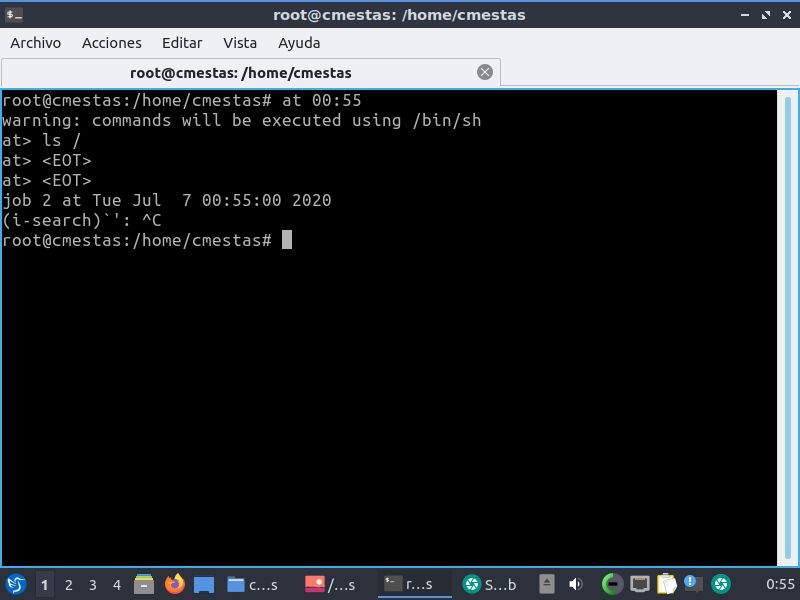 root@cmestas: /home/cmestas
Archivo Acciones Editar Vista Ayuda
root@cmestas: /home/cmestas
root@cmestas:/home/cmestas# at 00:55
warning: commands will be executed using /bin/sh
at> ls /
at> <EOT>
at> <EOT>
job 2 at Tue Jul  7 00:55:00 2020
(i-search)`': ^C
root@cmestas:/home/cmestas#
1 2 3 4 c…s /…s r…s S…b 0:55